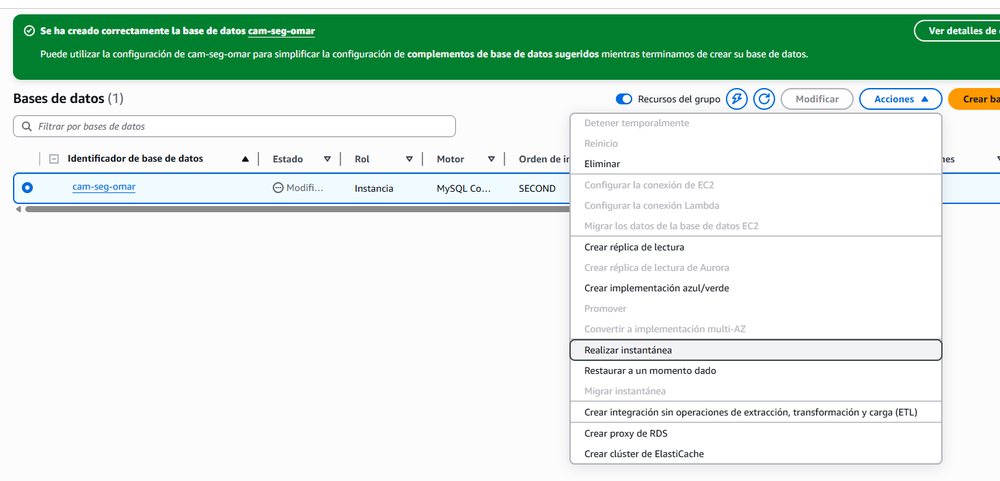 Se ha creado correctamente la base de datos cam-seg-omar
Ver detalles de
Puede utilizar la configuración de cam-seg-omar para simplificar la configuración de complementos de base de datos sugeridos mientras terminamos de crear su base de datos.
Bases de datos (1)
Recursos del grupo
Modificar
Acciones
Crear ba
Filtrar por bases de datos
Identificador de base de datos
Estado
Rol
Motor
Orden de in
nes
cam-seg-omar
Modifi...
Instancia
MySQL Co...
SECOND
Detener temporalmente
Reinicio
Eliminar
Configurar la conexión de EC2
Configurar la conexión Lambda
Migrar los datos de la base de datos EC2
Crear réplica de lectura
Crear réplica de lectura de Aurora
Crear implementación azul/verde
Promover
Convertir a implementación multi-AZ
Realizar instantánea
Restaurar a un momento dado
Migrar instantánea
Crear integración sin operaciones de extracción, transformación y carga (ETL)
Crear proxy de RDS
Crear clúster de ElastiCache